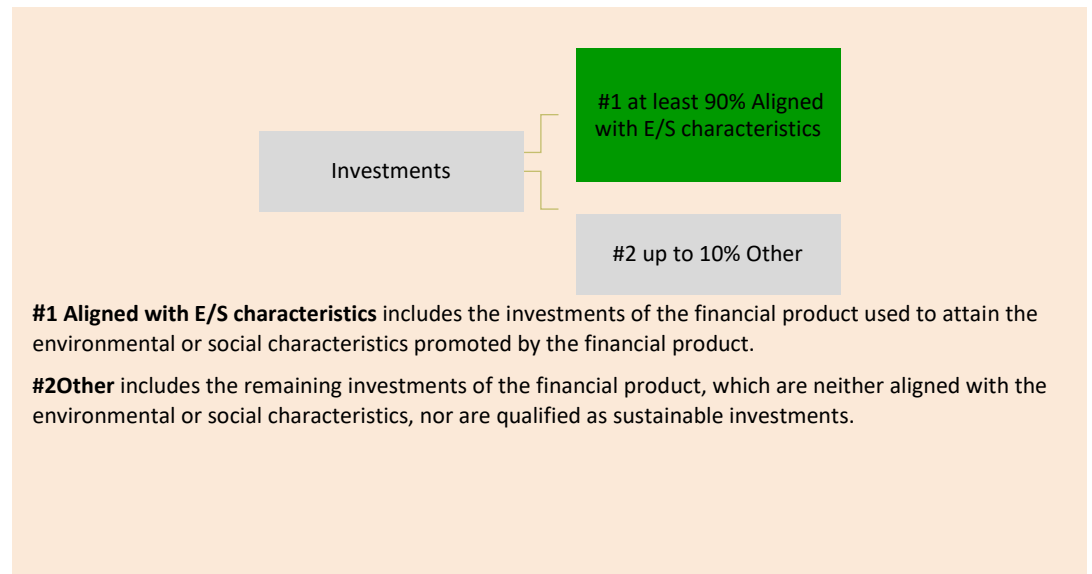 #1 at least 90% Aligned
with E/S characteristics
Investments
#2 up to 10% Other
#1 Aligned with E/S characteristics includes the investments of the financial product used to attain the
environmental or social characteristics promoted by the financial product.
#2Other includes the remaining investments of the financial product, which are neither aligned with the
environmental or social characteristics, nor are qualified as sustainable investments.